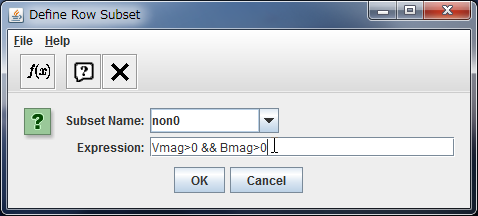 Define Row Subset
File Help
f(x) ?
? Subset Name: non0
Expression: Vmag>0 && Bmag>0
OK Cancel